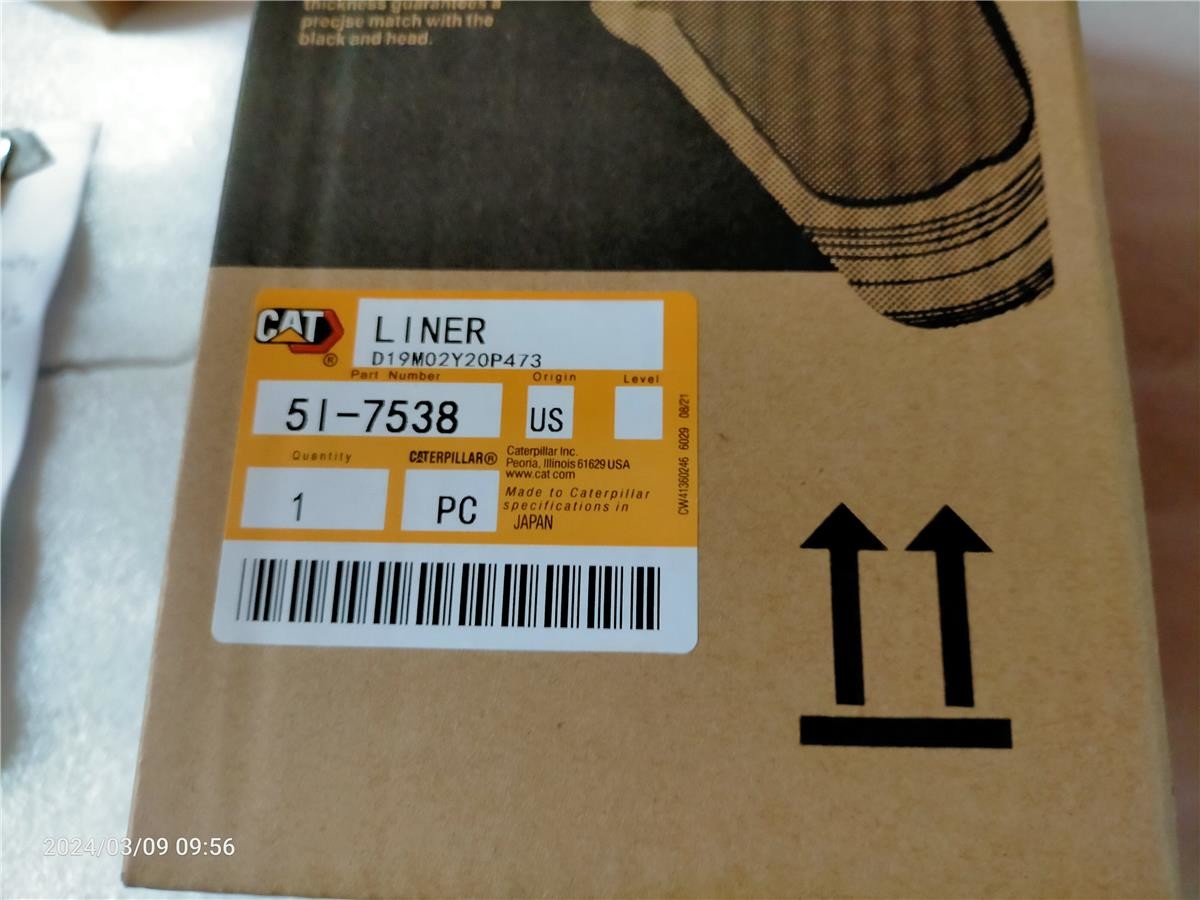 thickness guarantees a
precjse match with the
black and head.
CAT
®
LINER
D19M02Y20P473
Part Number
Origin
Level
5I-7538
US
Quantity
CATERPILLAR®
Caterpillar Inc.
Peoria, Illinois 61629 USA
www.cat.com
1
PC
Made to Caterpillar
specifications in
JAPAN
CW41360246 6029 08/21
2024/03/09 09:56